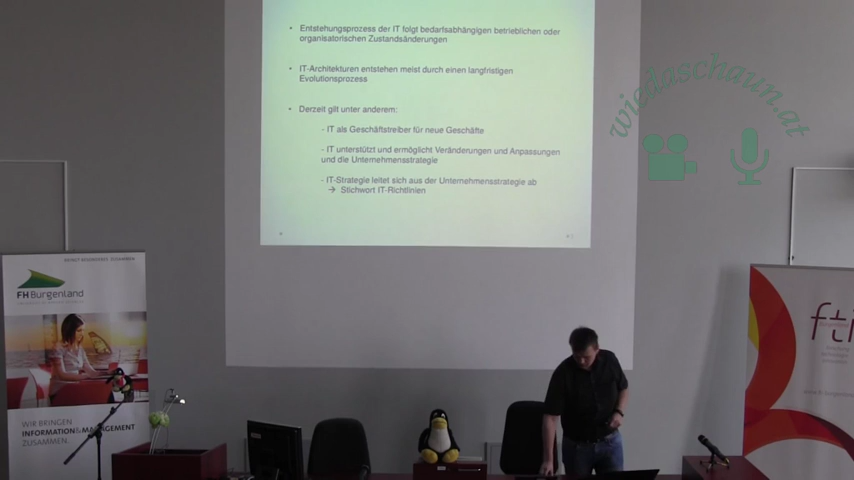 • Entstehungsprozess der IT folgt bedarfsabhängigen betrieblichen oder
organisatorischen Zustandsänderungen
• IT-Architekturen entstehen meist durch einen langfristigen
Evolutionsprozess
• Derzeit gilt unter anderem:
- IT als Geschäftstreiber für neue Geschäfte
- IT unterstützt und ermöglicht Veränderungen und Anpassungen
und die Unternehmensstrategie
- IT-Strategie leitet sich aus der Unternehmensstrategie ab
→ Stichwort IT-Richtlinien
wiedaschaun.at
FH Burgenland
WIR BRINGEN
INFORMATION & MANAGEMENT
ZUSAMMEN.
fti